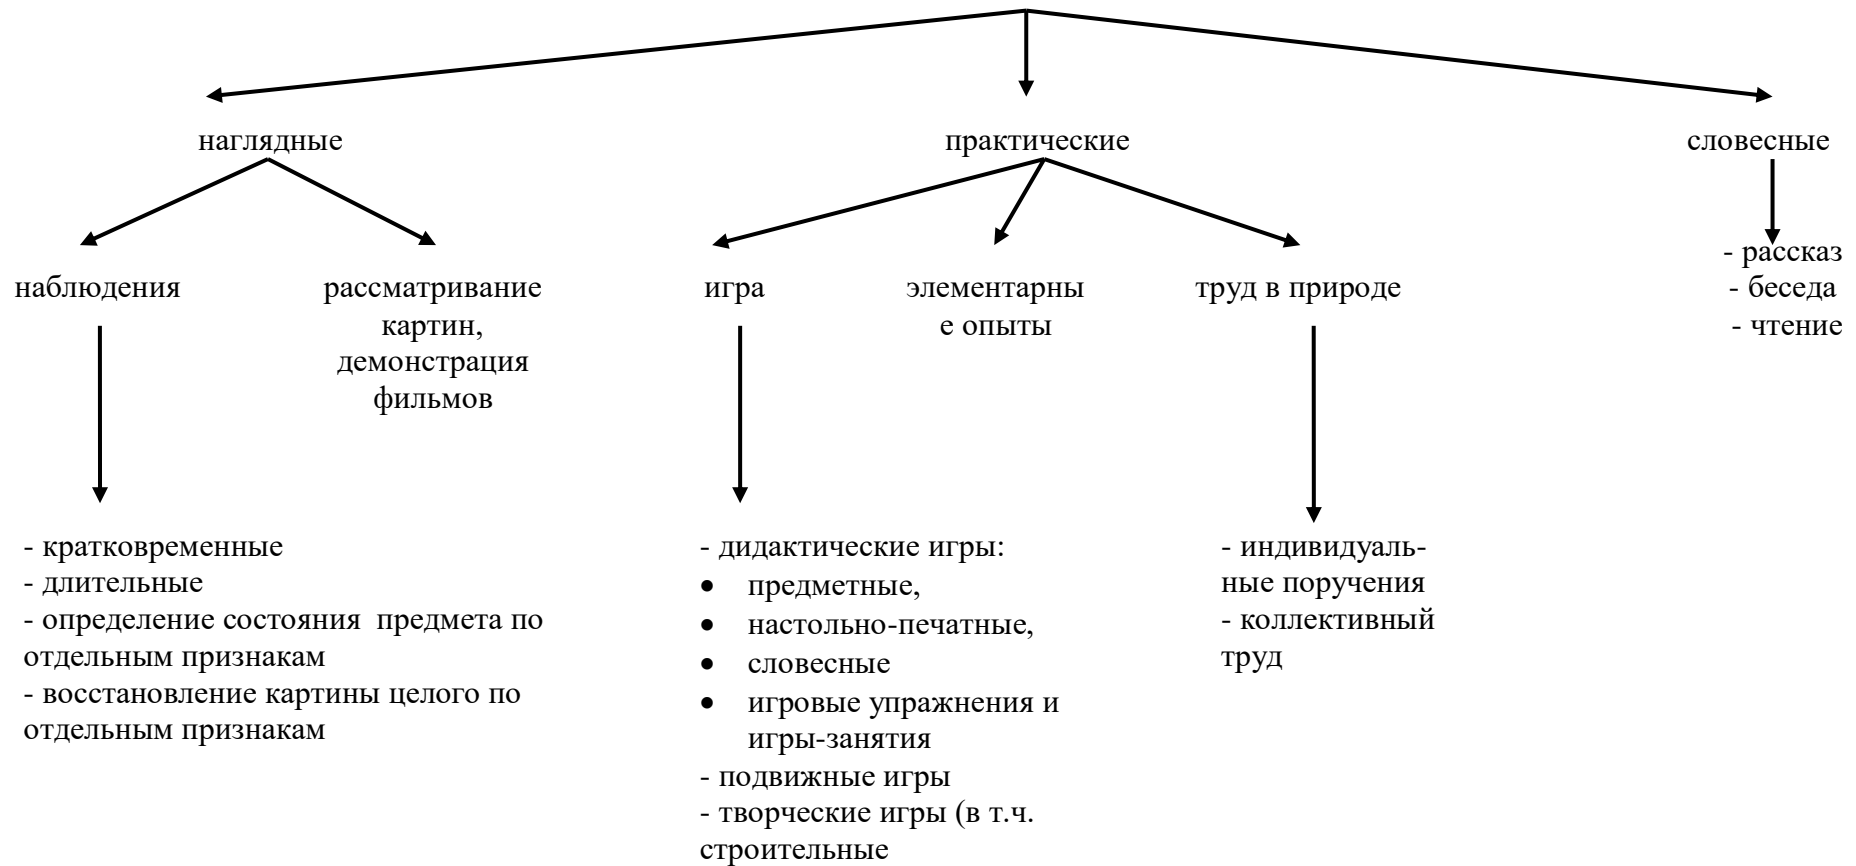 наглядные
практические
словесные
наблюдения
рассматривание
картин,
демонстрация
фильмов
игра
элементарны
е опыты
труд в природе
- рассказ
- беседа
- чтение
- кратковременные
- длительные
- определение состояния  предмета по
отдельным признакам
- восстановление картины целого по
отдельным признакам
- дидактические игры:
• предметные,
• настольно-печатные,
• словесные
• игровые упражнения и
игры-занятия
- подвижные игры
- творческие игры (в т.ч.
строительные
- индивидуаль-
ные поручения
- коллективный
труд